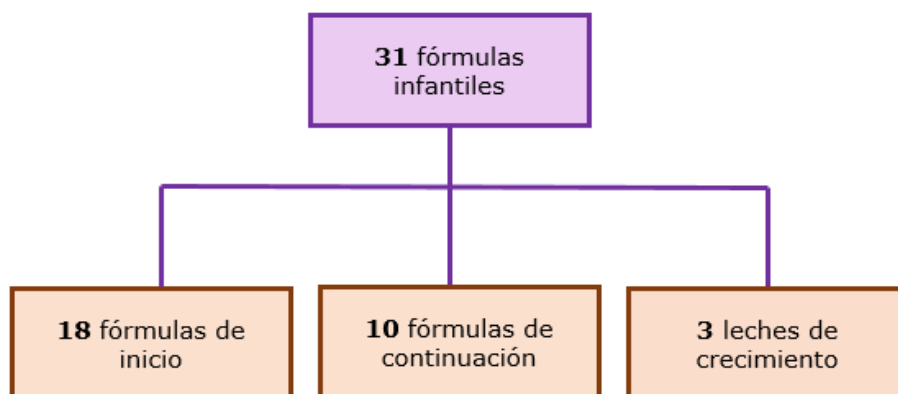 31 fórmulas
infantiles
18 fórmulas de
inicio
10 fórmulas de
continuación
3 leches de
crecimiento